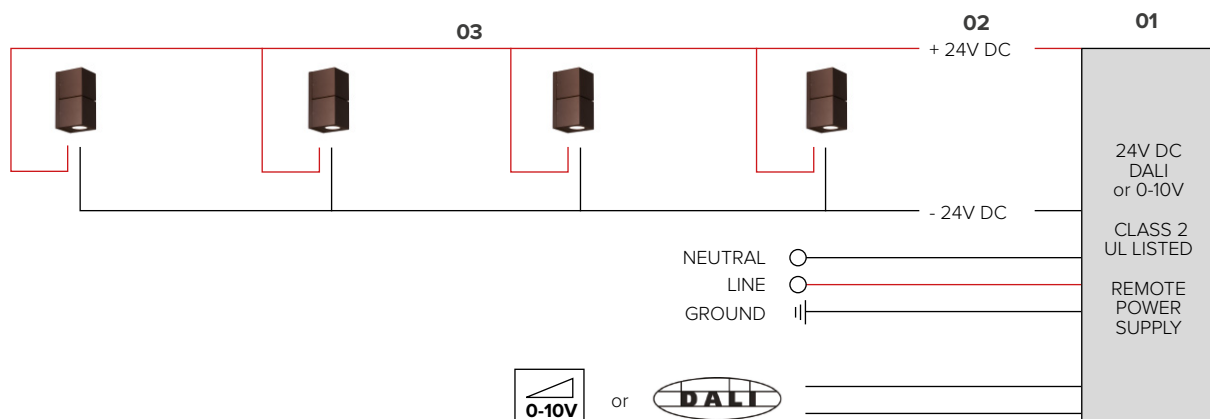 03
02
01
+ 24V DC
24V DC
DALI
or 0-10V
- 24V DC
CLASS 2
UL LISTED
NEUTRAL
LINE
GROUND
REMOTE
POWER
SUPPLY
0-10V
or
DALI